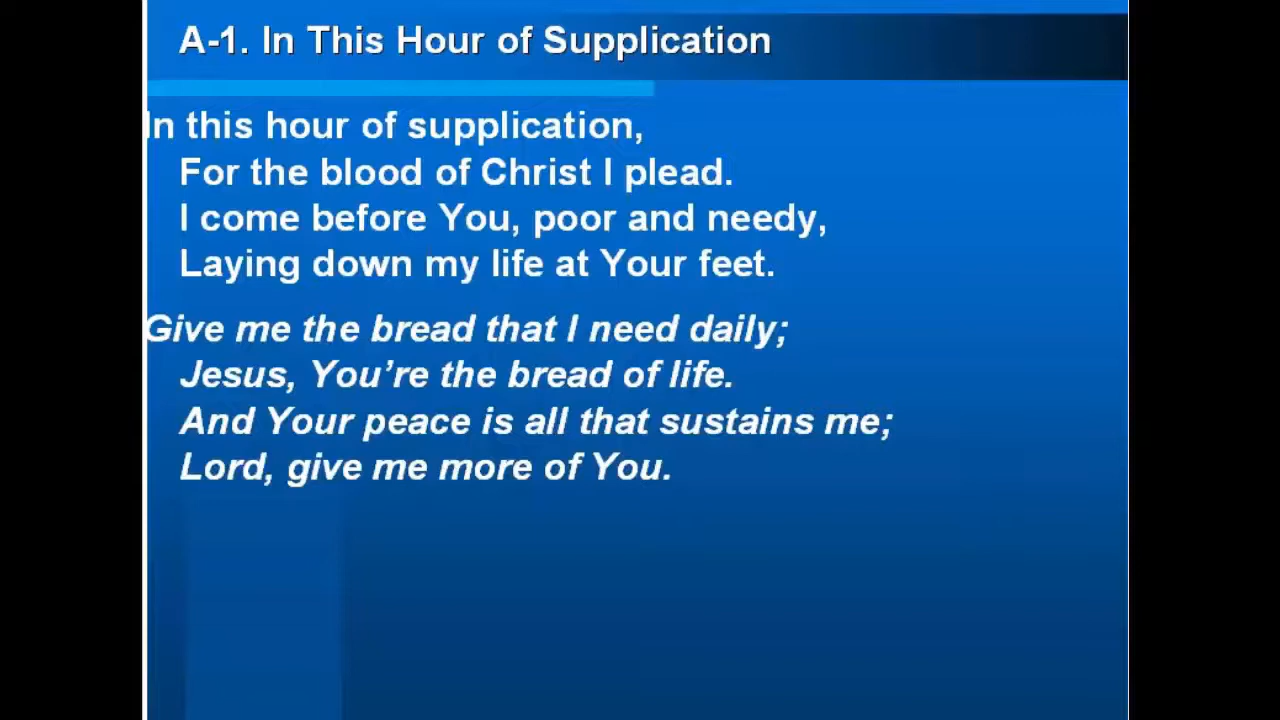 A-1. In This Hour of Supplication
In this hour of supplication,
For the blood of Christ I plead.
I come before You, poor and needy,
Laying down my life at Your feet.
Give me the bread that I need daily;
Jesus, You’re the bread of life.
And Your peace is all that sustains me;
Lord, give me more of You.